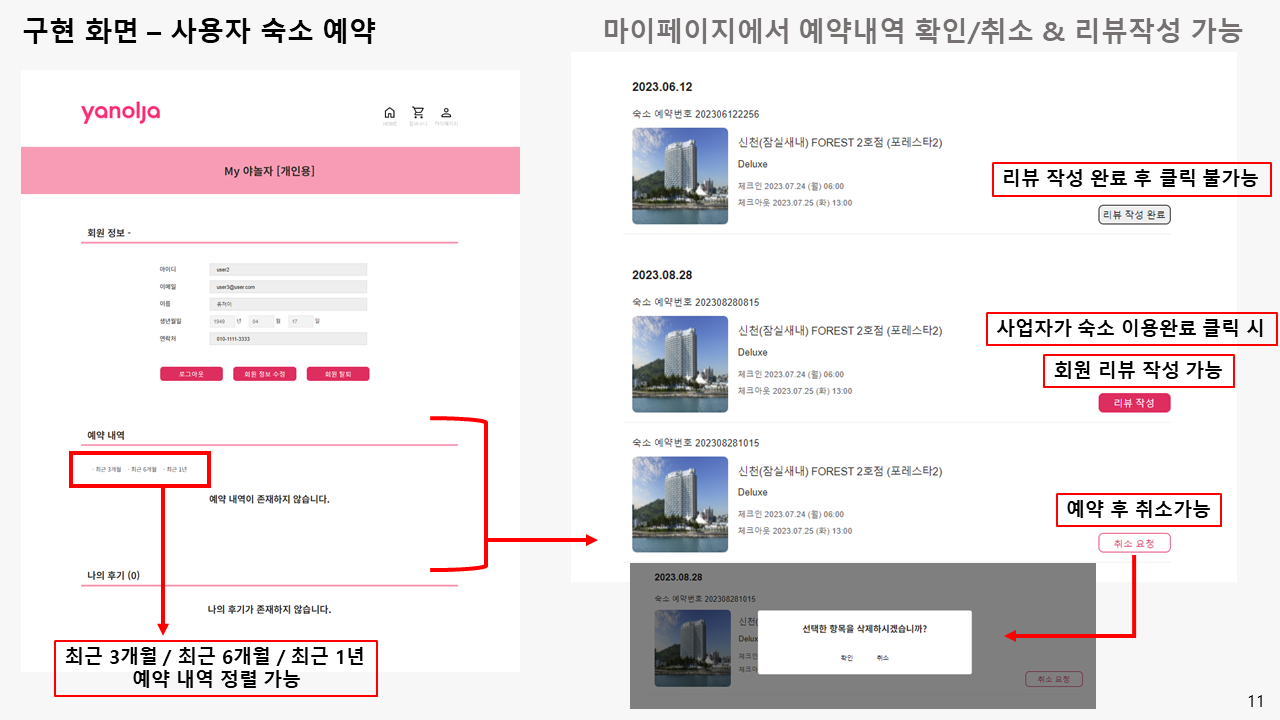 구현 화면 – 사용자 숙소 예약
마이페이지에서 예약내역 확인/취소 & 리뷰작성 가능
yanolja
HOME
장바구니
마이페이지
My 야놀자 [개인용]
회원 정보 -
아이디 user2
이메일 user3@user.com
이름 유저이
생년월일 1949 년 04 월 17 일
연락처 010-1111-3333
로그아웃 회원 정보 수정 회원 탈퇴
예약 내역
· 최근 3개월 · 최근 6개월 · 최근 1년
예약 내역이 존재하지 않습니다.
나의 후기 (0)
나의 후기가 존재하지 않습니다.
최근 3개월 / 최근 6개월 / 최근 1년
예약 내역 정렬 가능
2023.06.12
숙소 예약번호 202306122256
신천(잠실새내) FOREST 2호점 (포레스타2)
Deluxe
체크인 2023.07.24 (월) 06:00
체크아웃 2023.07.25 (화) 13:00
리뷰 작성 완료 후 클릭 불가능
리뷰 작성 완료
2023.08.28
숙소 예약번호 202308280815
신천(잠실새내) FOREST 2호점 (포레스타2)
Deluxe
체크인 2023.07.24 (월) 06:00
체크아웃 2023.07.25 (화) 13:00
사업자가 숙소 이용완료 클릭 시
회원 리뷰 작성 가능
리뷰 작성
숙소 예약번호 202308281015
신천(잠실새내) FOREST 2호점 (포레스타2)
Deluxe
체크인 2023.07.24 (월) 06:00
체크아웃 2023.07.25 (화) 13:00
예약 후 취소가능
취소 요청
2023.08.28
숙소 예약번호 202308281015
신천(
Delux
체크인
체크아
선택한 항목을 삭제하시겠습니까?
확인 취소
취소 요청
11